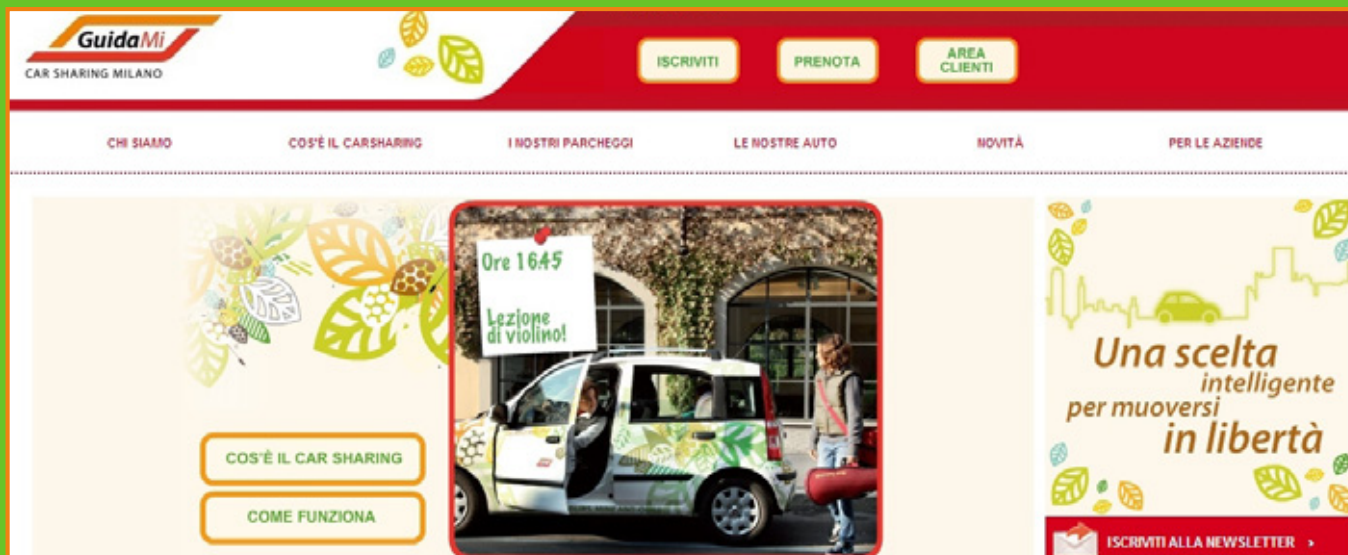 GuidaMi
CAR SHARING MILANO
ISCRIVITI
PRENOTA
AREA
CLIENTI
CHI SIAMO
COS'È IL CARSHARING
I NOSTRI PARCHEGGI
LE NOSTRE AUTO
NOVITÀ
PER LE AZIENDE
Ore 16.45
Lezione
di violino!
COS'È IL CAR SHARING
COME FUNZIONA
Una scelta
intelligente
per muoversi
in libertà
ISCRIVITI ALLA NEWSLETTER ›